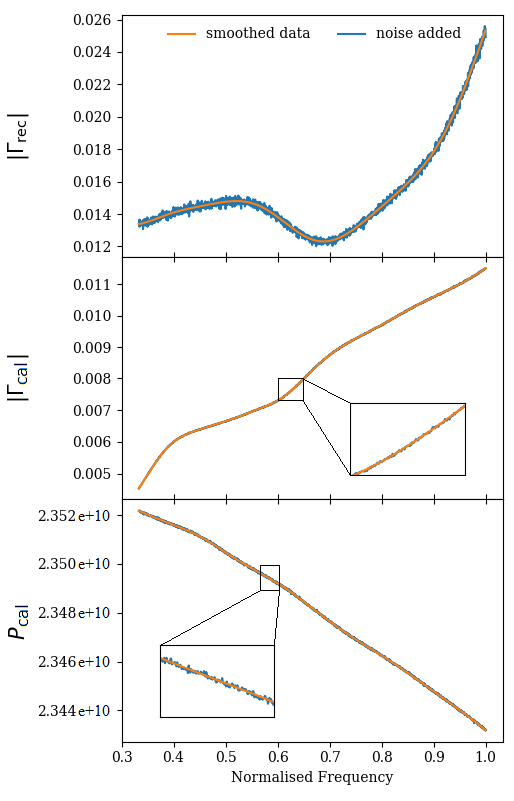 0.026
smoothed data noise added
0.024
0.022
0.020
|Γrec|
0.018
0.016
0.014
0.012
0.011
0.010
0.009
|Γcal|
0.008
0.007
0.006
0.005
2.352e+10
2.350e+10
2.348e+10
Pcal
2.346e+10
2.344e+10
0.3 0.4 0.5 0.6 0.7 0.8 0.9 1.0
Normalised Frequency